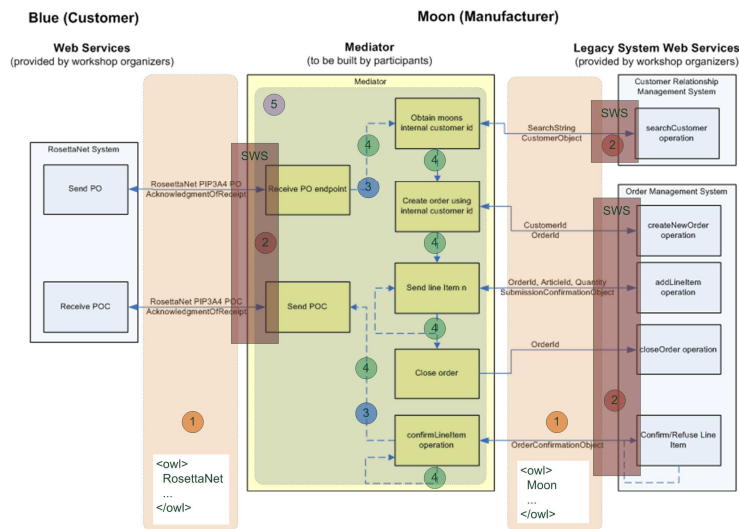 Blue (Customer)
Moon (Manufacturer)
Web Services
(provided by workshop organizers)
Mediator
(to be built by participants)
Legacy System Web Services
(provided by workshop organizers)
Mediator
Customer Relationship
Management System
5
Obtain moons
internal customer id
SearchString
CustomerObject
SWS
2
searchCustomer
operation
4
4
RosettaNet System
SWS
Send PO
RoseettaNet PIP3A4 PO
AcknowledgmentOfReceipt
Receive PO endpoint
3
Create order using
internal customer id
Order Management System
SWS
CustomerId
OrderId
createNewOrder
operation
2
4
Receive POC
RosettaNet PIP3A4 POC
AcknowledgmentOfReceipt
Send POC
Send line Item n
OrderId, ArticleId, Quantity
SubmissionConfirmationObject
addLineItem
operation
4
OrderId
closeOrder operation
4
Close order
2
3
1
confirmLineItem
operation
1
OrderConfirmationObject
Confirm/Refuse Line
Item
4
<owl>
RosettaNet
...
</owl>
<owl>
Moon
...
</owl>